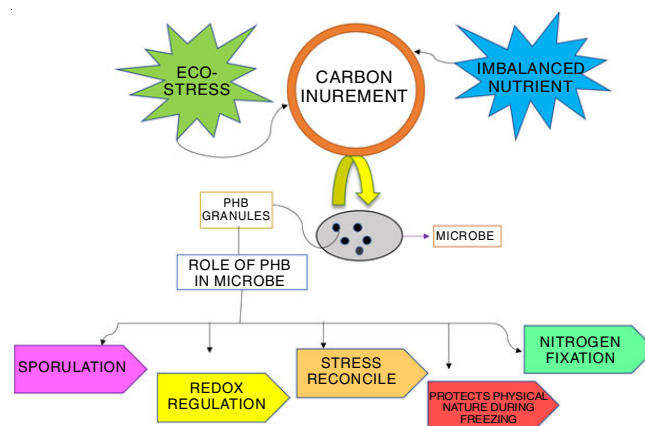 ECO-
STRESS
CARBON
INUREMENT
IMBALANCED
NUTRIENT
PHB
GRANULES
MICROBE
ROLE OF PHB
IN MICROBE
SPORULATION
REDOX
REGULATION
STRESS
RECONCILE
PROTECTS PHYSICAL
NATURE DURING
FREEZING
NITROGEN
FIXATION